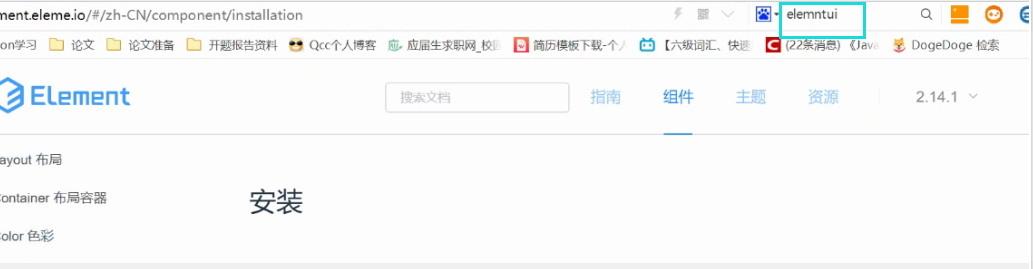 ment.eleme.io/#/zh-CN/component/installation
elemntui
on学习 论文 论文准备 开题报告资料 Qcc个人博客 应届生求职网_校 简历模板下载-个人 【六级词汇、快速 (22条消息) 《Java DogeDoge 检索
Element 搜索文档 指南 组件 主题 资源 2.14.1
ayout 布局
Container 布局容器
安装
olor 色彩